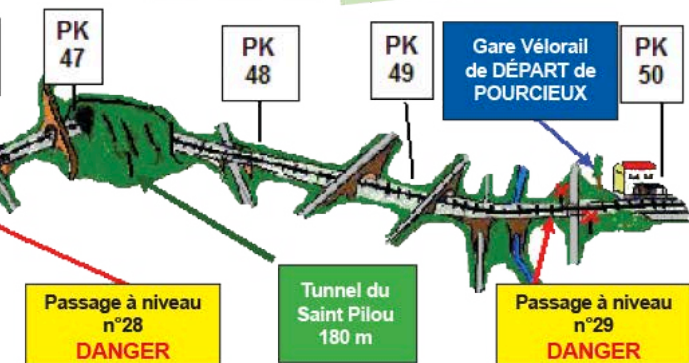 PK
47
PK
48
PK
49
Gare Vélorail
de DÉPART de
POURCIEUX
PK
50
Passage à niveau
n°28
DANGER
Tunnel du
Saint Pilou
180 m
Passage à niveau
n°29
DANGER